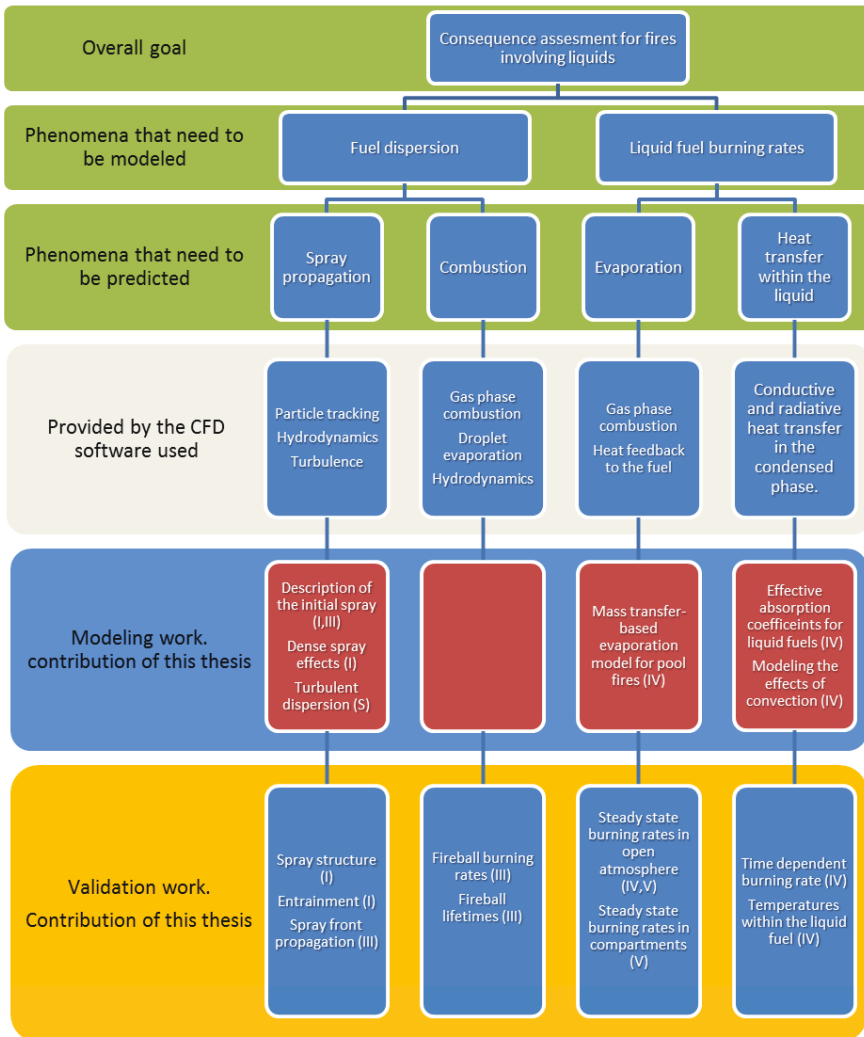 Overall goal
Consequence assesment for fires
involving liquids
Phenomena that need to
be modeled
Fuel dispersion
Liquid fuel burning rates
Phenomena that need to
be predicted
Spray
propagation
Combustion
Evaporation
Heat
transfer
within the
liquid
Provided by the CFD
software used
Particle tracking
Hydrodynamics
Turbulence
Gas phase
combustion
Droplet
evaporation
Hydrodynamics
Gas phase
combustion
Heat feedback
to the fuel
Conductive
and radiative
heat transfer
in the
condensed
phase.
Modeling work.
contribution of this thesis
Description of
the initial spray
(I,III)
Dense spray
effects (I)
Turbulent
dispersion (S)
Mass transfer-
based
evaporation
model for pool
fires (IV)
Effective
absorption
coefficeints for
liquid fuels (IV)
Modeling the
effects of
convection (IV)
Validation work.
Contribution of this thesis
Spray structure
(I)
Entrainment (I)
Spray front
propagation (III)
Fireball burning
rates (III)
Fireball
lifetimes (III)
Steady state
burning rates in
open
atmosphere
(IV,V)
Steady state
burning rates in
compartments
(V)
Time dependent
burning rate (IV)
Temperatures
within the liquid
fuel (IV)